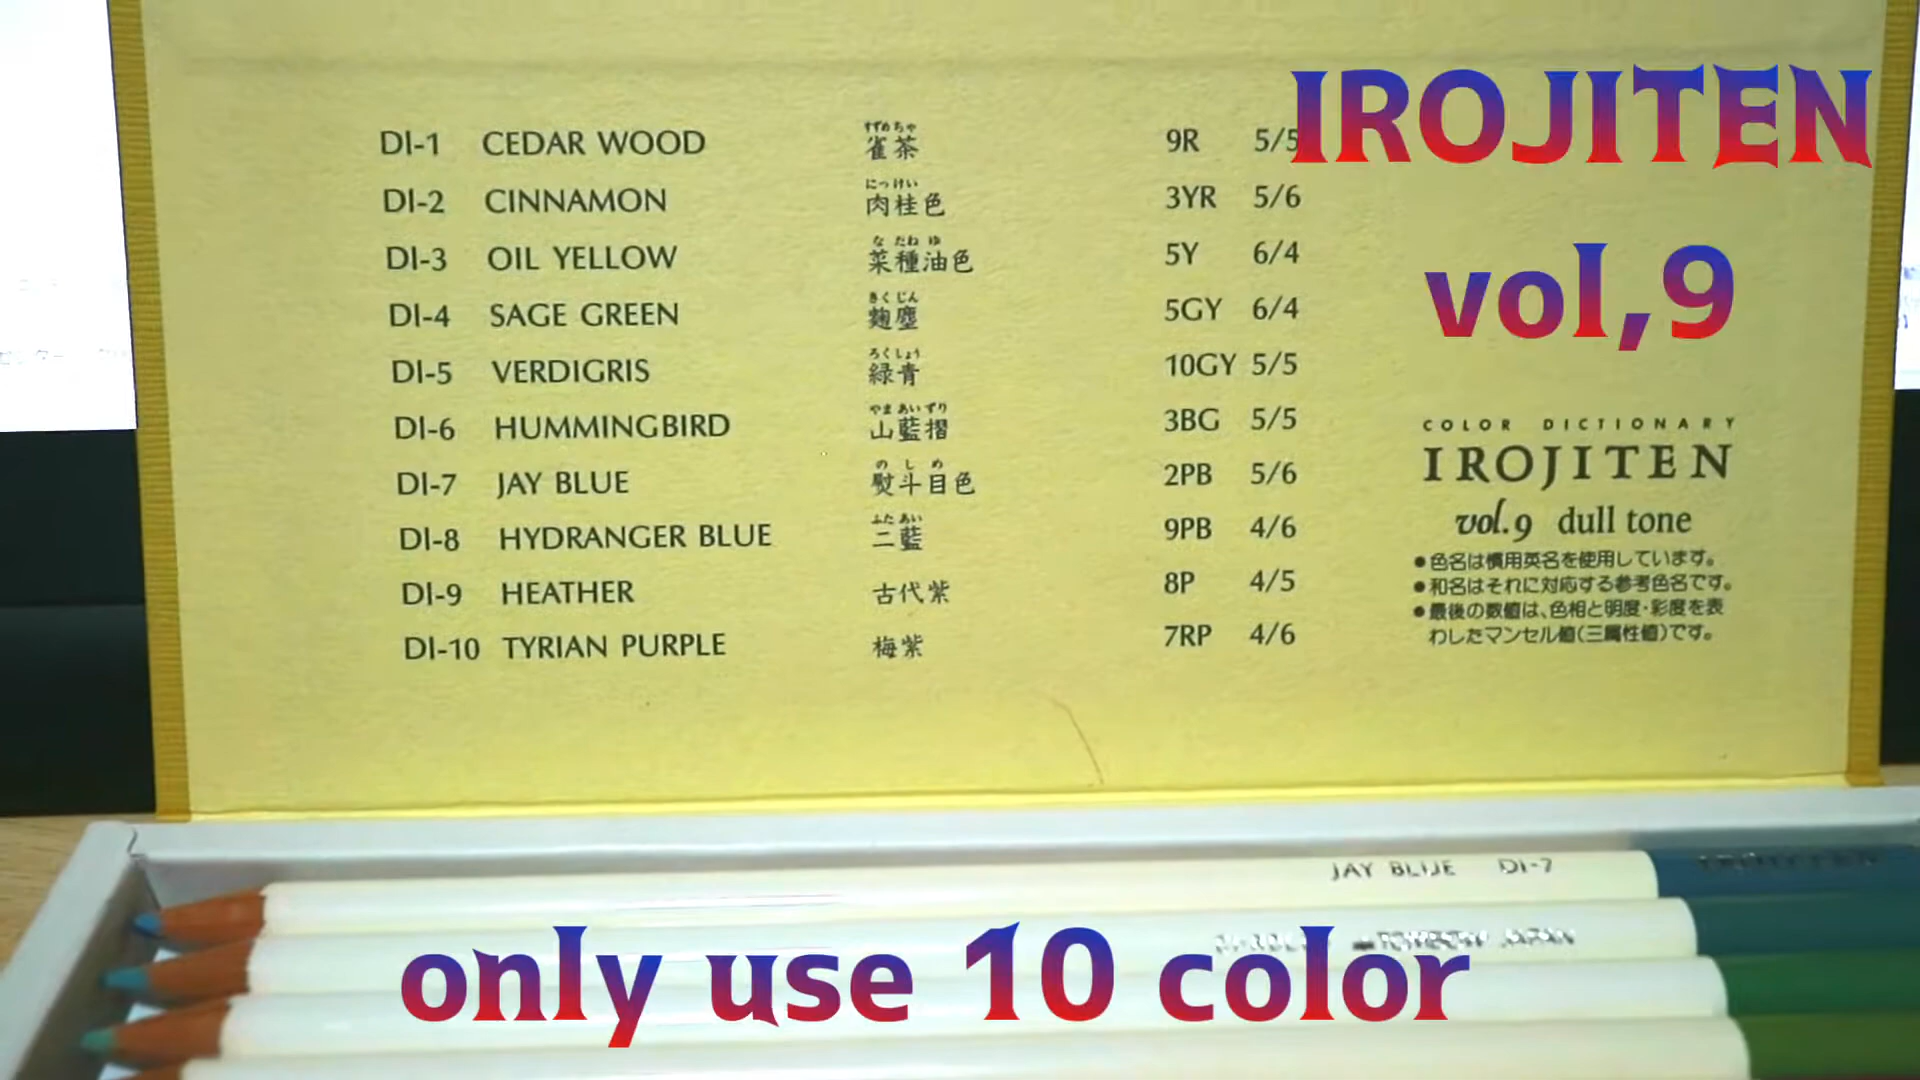 DI-1 CEDAR WOOD 雀茶 すずめちゃ 9R 5/5
DI-2 CINNAMON 肉桂色 にっけい 3YR 5/6
DI-3 OIL YELLOW 菜種油色 なたねゆ 5Y 6/4
DI-4 SAGE GREEN 麴塵 きくじん 5GY 6/4
DI-5 VERDIGRIS 緑青 ろくしょう 10GY 5/5
DI-6 HUMMINGBIRD 山藍摺 やまあいずり 3BG 5/5
DI-7 JAY BLUE 熨斗目色 のしめ 2PB 5/6
DI-8 HYDRANGER BLUE 二藍 ふたあい 9PB 4/6
DI-9 HEATHER 古代紫 8P 4/5
DI-10 TYRIAN PURPLE 梅紫 7RP 4/6
IROJITEN
vol,9
COLOR DICTIONARY
IROJITEN
vol.9 dull tone
●色名は慣用英名を使用しています。
●和名はそれに対応する参考色名です。
●最後の数値は、色相と明度・彩度を表
わしたマンセル値(三属性値)です。
JAY BLUE DI-7
TOMBOW JAPAN
only use 10 color